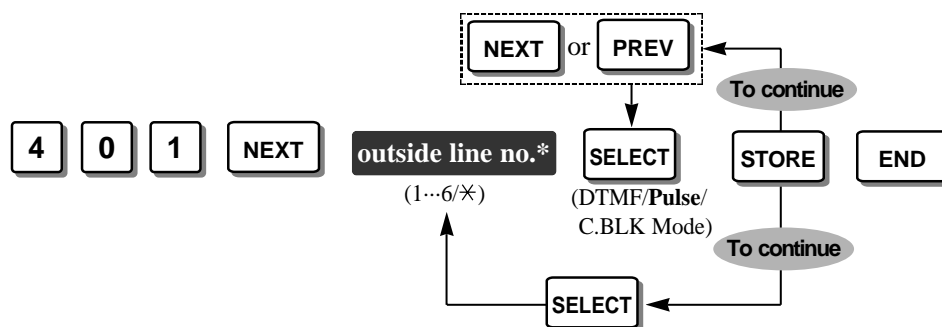 NEXT or PREV
To continue
4 0 1 NEXT outside line no.* SELECT STORE END
(1···6/✳) (DTMF/Pulse/
C.BLK Mode)
To continue
SELECT